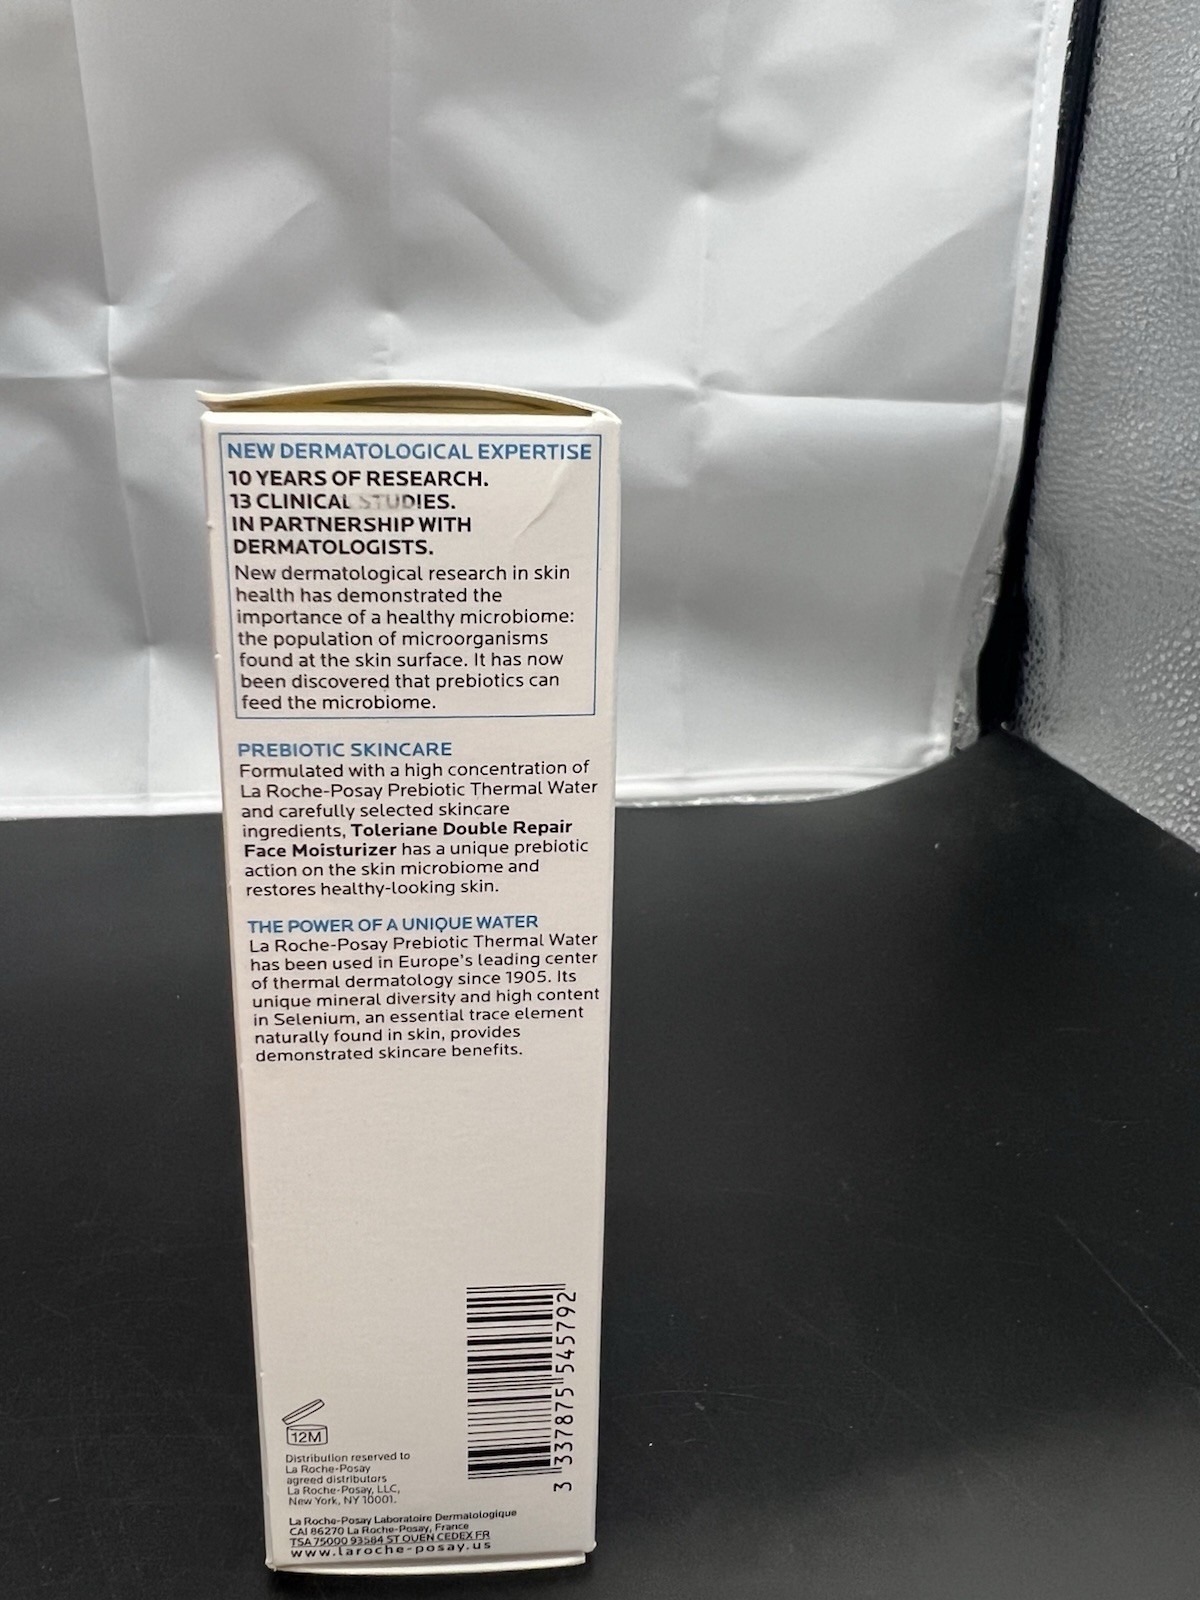 NEW DERMATOLOGICAL EXPERTISE
10 YEARS OF RESEARCH.
13 CLINICAL STUDIES.
IN PARTNERSHIP WITH
DERMATOLOGISTS.
New dermatological research in skin
health has demonstrated the
importance of a healthy microbiome:
the population of microorganisms
found at the skin surface. It has now
been discovered that prebiotics can
feed the microbiome.
PREBIOTIC SKINCARE
Formulated with a high concentration of
La Roche-Posay Prebiotic Thermal Water
and carefully selected skincare
ingredients, Toleriane Double Repair
Face Moisturizer has a unique prebiotic
action on the skin microbiome and
restores healthy-looking skin.
THE POWER OF A UNIQUE WATER
La Roche-Posay Prebiotic Thermal Water
has been used in Europe's leading center
of thermal dermatology since 1905. Its
unique mineral diversity and high content
in Selenium, an essential trace element
naturally found in skin, provides
demonstrated skincare benefits.
3 337875 545792
12M
Distribution reserved to
La Roche-Posay
agreed distributors
La Roche-Posay, LLC,
New York, NY 10001.
La Roche-Posay Laboratoire Dermatologique
CAI 86270 La Roche-Posay, France
TSA 75000 93584 ST OUEN CEDEX FR
www.laroche-posay.us